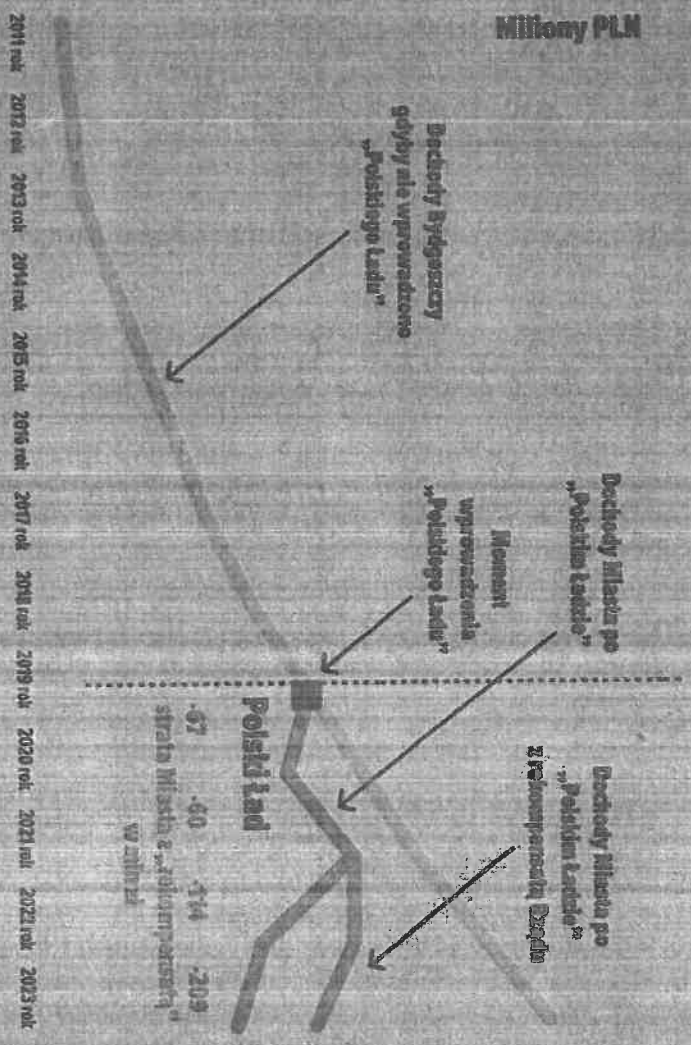 Miliony PLN
Dochody Bydgoszczy
gdyby nie wprowadzono
„Polskiego Ładu”
Moment
wprowadzenia
„Polskiego Ładu”
Dochody Miasta po
„Polskim Ładzie”
Dochody Miasta po
„Polskim Ładzie”
z rekompensatą Rządu
Polski Ład
-67 -60 -114 -209
strata Miasta z „rekompensatą”
w mln zł
2011 rok 2012 rok 2013 rok 2014 rok 2015 rok 2016 rok 2017 rok 2018 rok 2019 rok 2020 rok 2021 rok 2022 rok 2023 rok